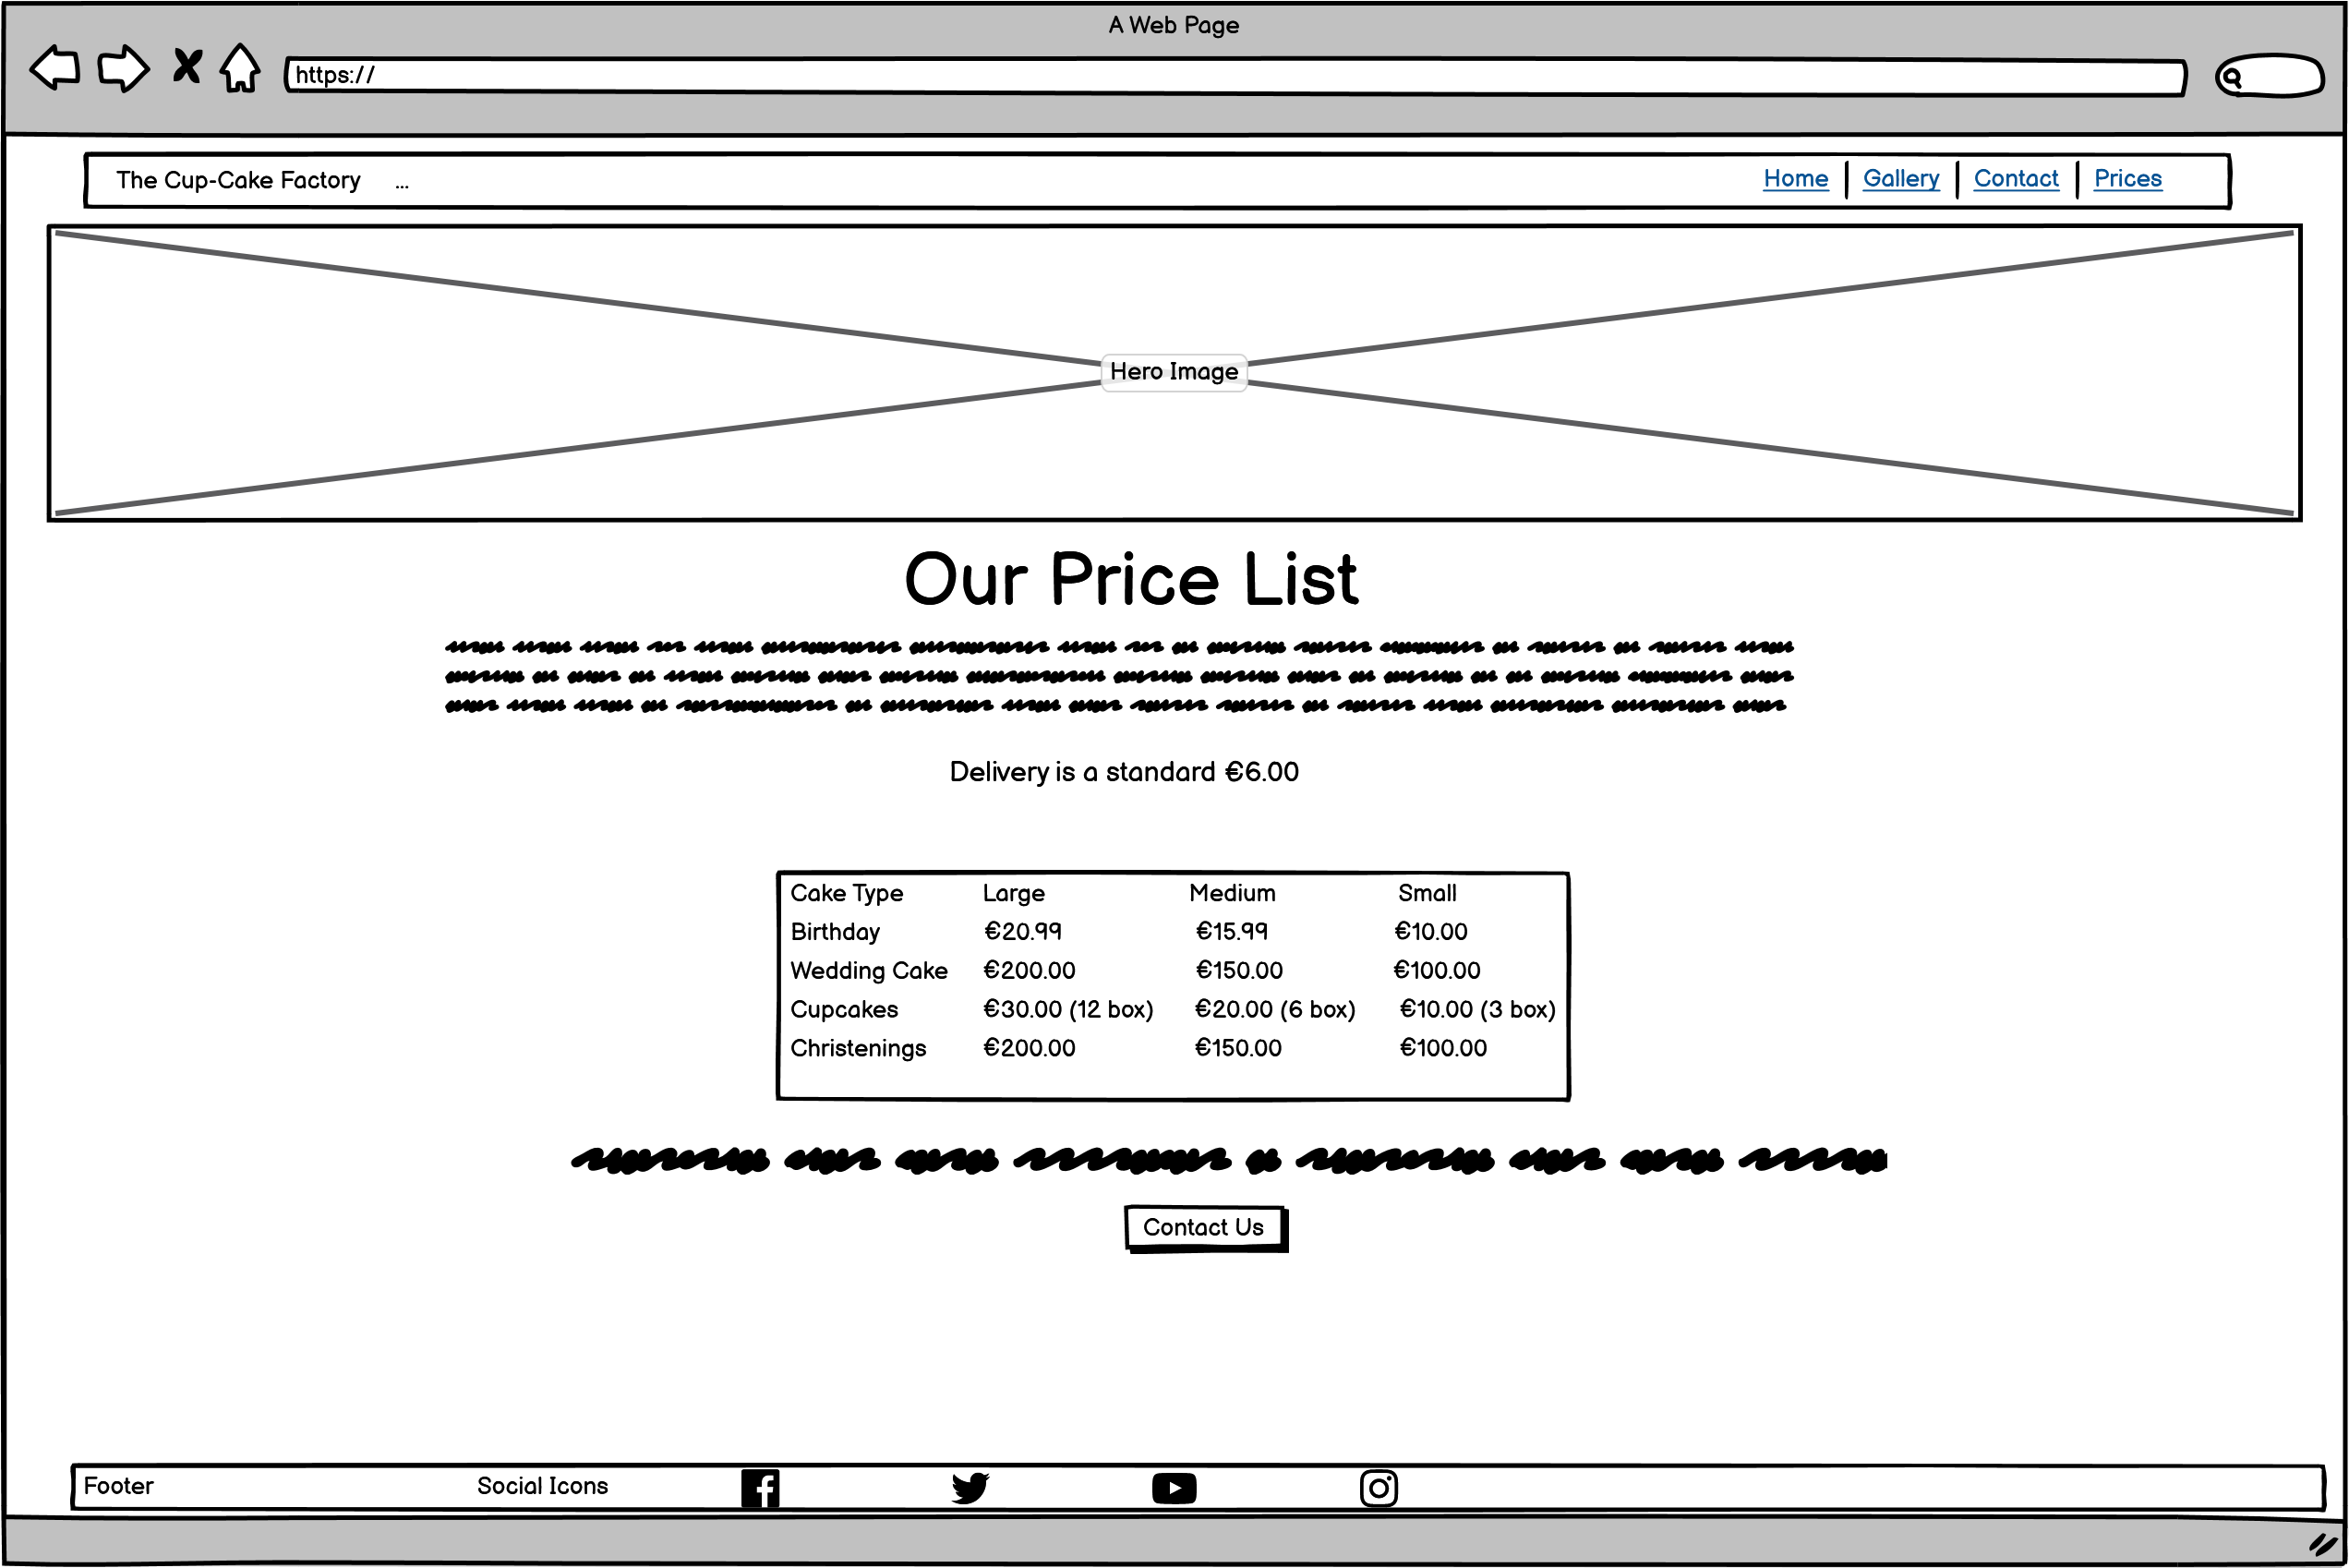 A Web Page
https://
The Cup-Cake Factory ... Home Gallery Contact Prices
Hero Image
Our Price List
Delivery is a standard €6.00
Cake Type Large Medium Small
Birthday €20.99 €15.99 €10.00
Wedding Cake €200.00 €150.00 €100.00
Cupcakes €30.00 (12 box) €20.00 (6 box) €10.00 (3 box)
Christenings €200.00 €150.00 €100.00
Contact Us
Footer Social Icons